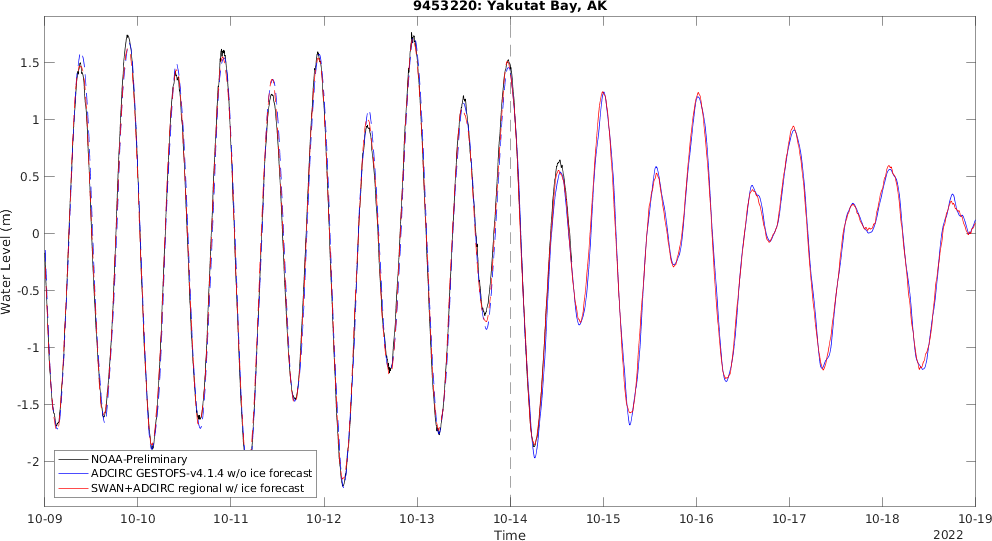 9453220: Yakutat Bay, AK
Water Level (m)
1.5
1
0.5
0
-0.5
-1
-1.5
-2
NOAA-Preliminary
ADCIRC GESTOFS-v4.1.4 w/o ice forecast
SWAN+ADCIRC regional w/ ice forecast
10-09 10-10 10-11 10-12 10-13 10-14 10-15 10-16 10-17 10-18 10-19
Time
2022